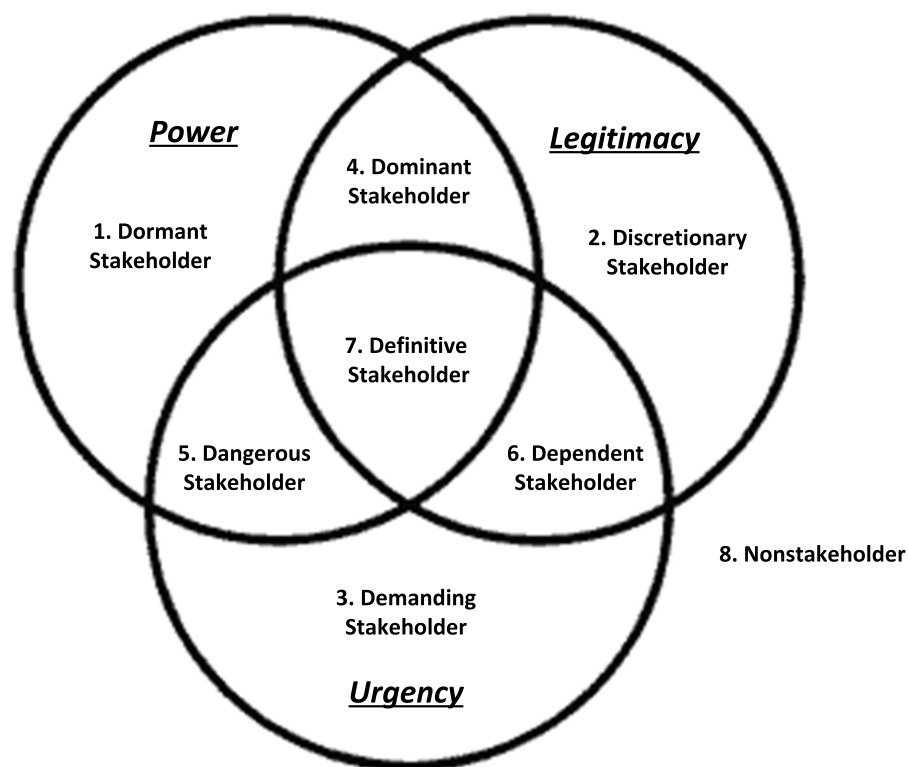 Power
Legitimacy
4. Dominant
Stakeholder
1. Dormant
Stakeholder
2. Discretionary
Stakeholder
7. Definitive
Stakeholder
5. Dangerous
Stakeholder
6. Dependent
Stakeholder
8. Nonstakeholder
3. Demanding
Stakeholder
Urgency